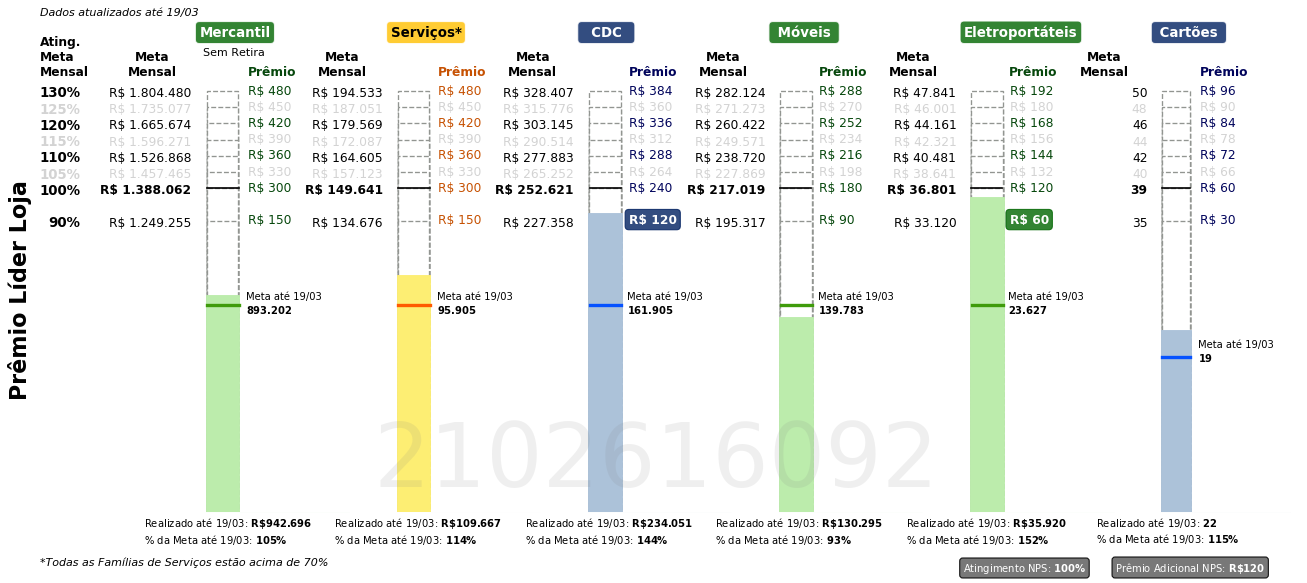 Dados atualizados até 19/03
Mercantil Serviços* CDC Móveis Eletroportáteis Cartões
Sem Retira
Ating. Meta Mensal
Meta Mensal Prêmio Meta Mensal Prêmio Meta Mensal Prêmio Meta Mensal Prêmio Meta Mensal Prêmio Meta Mensal Prêmio
130% R$ 1.804.480 R$ 480 R$ 194.533 R$ 480 R$ 328.407 R$ 384 R$ 282.124 R$ 288 R$ 47.841 R$ 192 50 R$ 96
125% R$ 1.735.077 R$ 450 R$ 187.051 R$ 450 R$ 315.776 R$ 360 R$ 271.273 R$ 270 R$ 46.001 R$ 180 48 R$ 90
120% R$ 1.665.674 R$ 420 R$ 179.569 R$ 420 R$ 303.145 R$ 336 R$ 260.422 R$ 252 R$ 44.161 R$ 168 46 R$ 84
115% R$ 1.596.271 R$ 390 R$ 172.087 R$ 390 R$ 290.514 R$ 312 R$ 249.571 R$ 234 R$ 42.321 R$ 156 44 R$ 78
110% R$ 1.526.868 R$ 360 R$ 164.605 R$ 360 R$ 277.883 R$ 288 R$ 238.720 R$ 216 R$ 40.481 R$ 144 42 R$ 72
105% R$ 1.457.465 R$ 330 R$ 157.123 R$ 330 R$ 265.252 R$ 264 R$ 227.869 R$ 198 R$ 38.641 R$ 132 40 R$ 66
100% R$ 1.388.062 R$ 300 R$ 149.641 R$ 300 R$ 252.621 R$ 240 R$ 217.019 R$ 180 R$ 36.801 R$ 120 39 R$ 60
90% R$ 1.249.255 R$ 150 R$ 134.676 R$ 150 R$ 227.358 R$ 120 R$ 195.317 R$ 90 R$ 33.120 R$ 60 35 R$ 30
Prêmio Líder Loja
Meta até 19/03 Meta até 19/03 Meta até 19/03 Meta até 19/03 Meta até 19/03
893.202 95.905 161.905 139.783 23.627
Meta até 19/03
19
2102616092
Realizado até 19/03: R$942.696 Realizado até 19/03: R$109.667 Realizado até 19/03: R$234.051 Realizado até 19/03: R$130.295 Realizado até 19/03: R$35.920 Realizado até 19/03: 22
% da Meta até 19/03: 105% % da Meta até 19/03: 114% % da Meta até 19/03: 144% % da Meta até 19/03: 93% % da Meta até 19/03: 152% % da Meta até 19/03: 115%
*Todas as Famílias de Serviços estão acima de 70%
Atingimento NPS: 100% Prêmio Adicional NPS: R$120